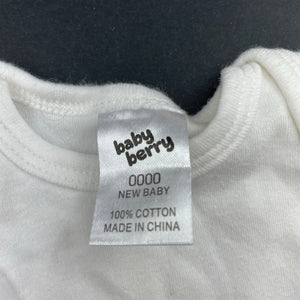 baby
berry
0000
NEW BABY
100% COTTON
MADE IN CHINA